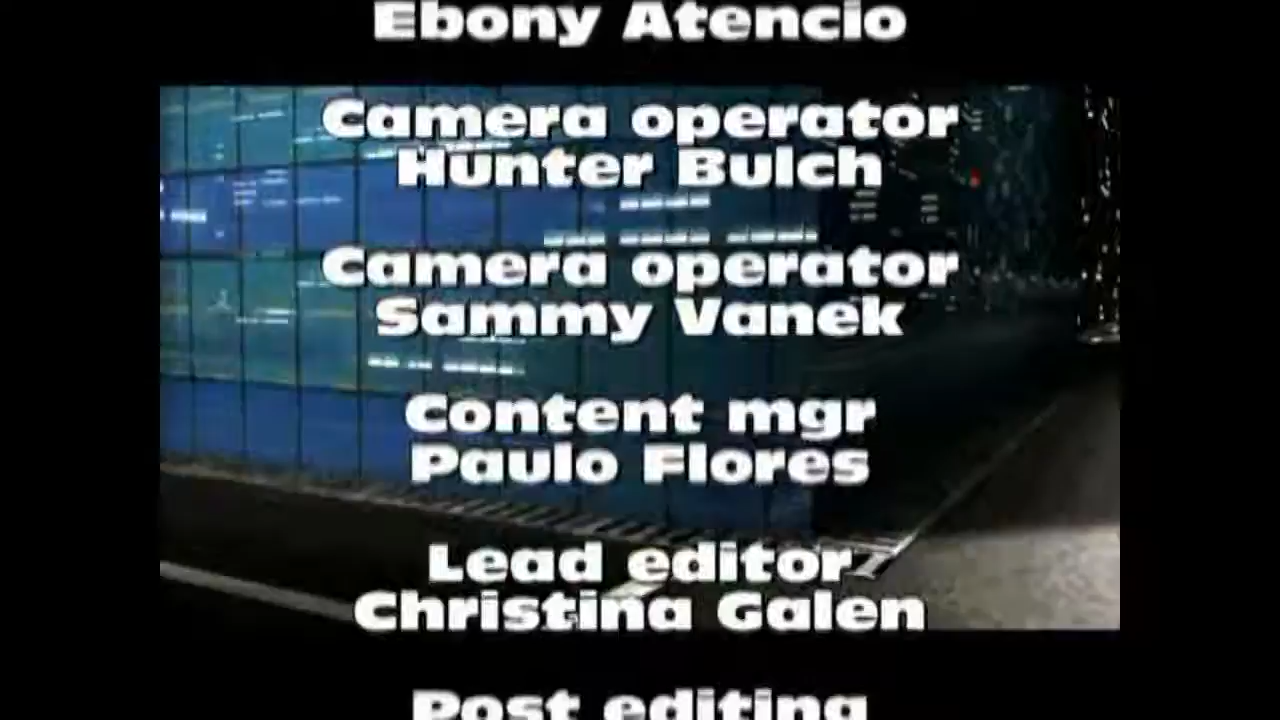 Ebony Atencio
Camera operator
Hunter Bulch
Camera operator
Sammy Vanek
Content mgr
Paulo Flores
Lead editor
Christina Galen
Post editing